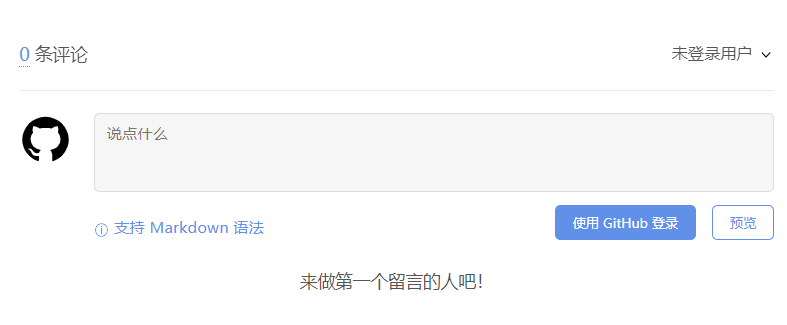 0 条评论
未登录用户
说点什么
支持 Markdown 语法
使用 GitHub 登录
预览
来做第一个留言的人吧！